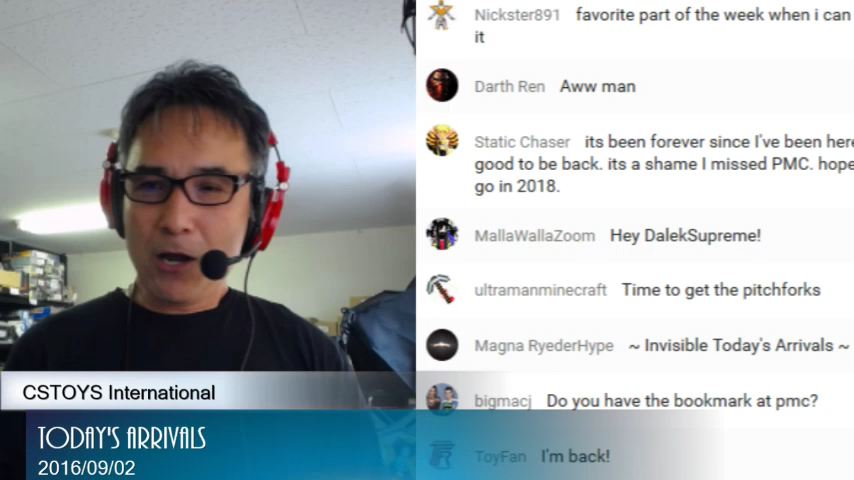 Nickster891 favorite part of the week when i can
it
Darth Ren Aww man
Static Chaser its been forever since I've been here
good to be back. its a shame I missed PMC. hope
go in 2018.
MallaWallaZoom Hey DalekSupreme!
ultramanminecraft Time to get the pitchforks
Magna RyederHype ~ Invisible Today's Arrivals ~
bigmacj Do you have the bookmark at pmc?
ToyFan I'm back!
CSTOYS International
TODAY'S ARRIVALS
2016/09/02